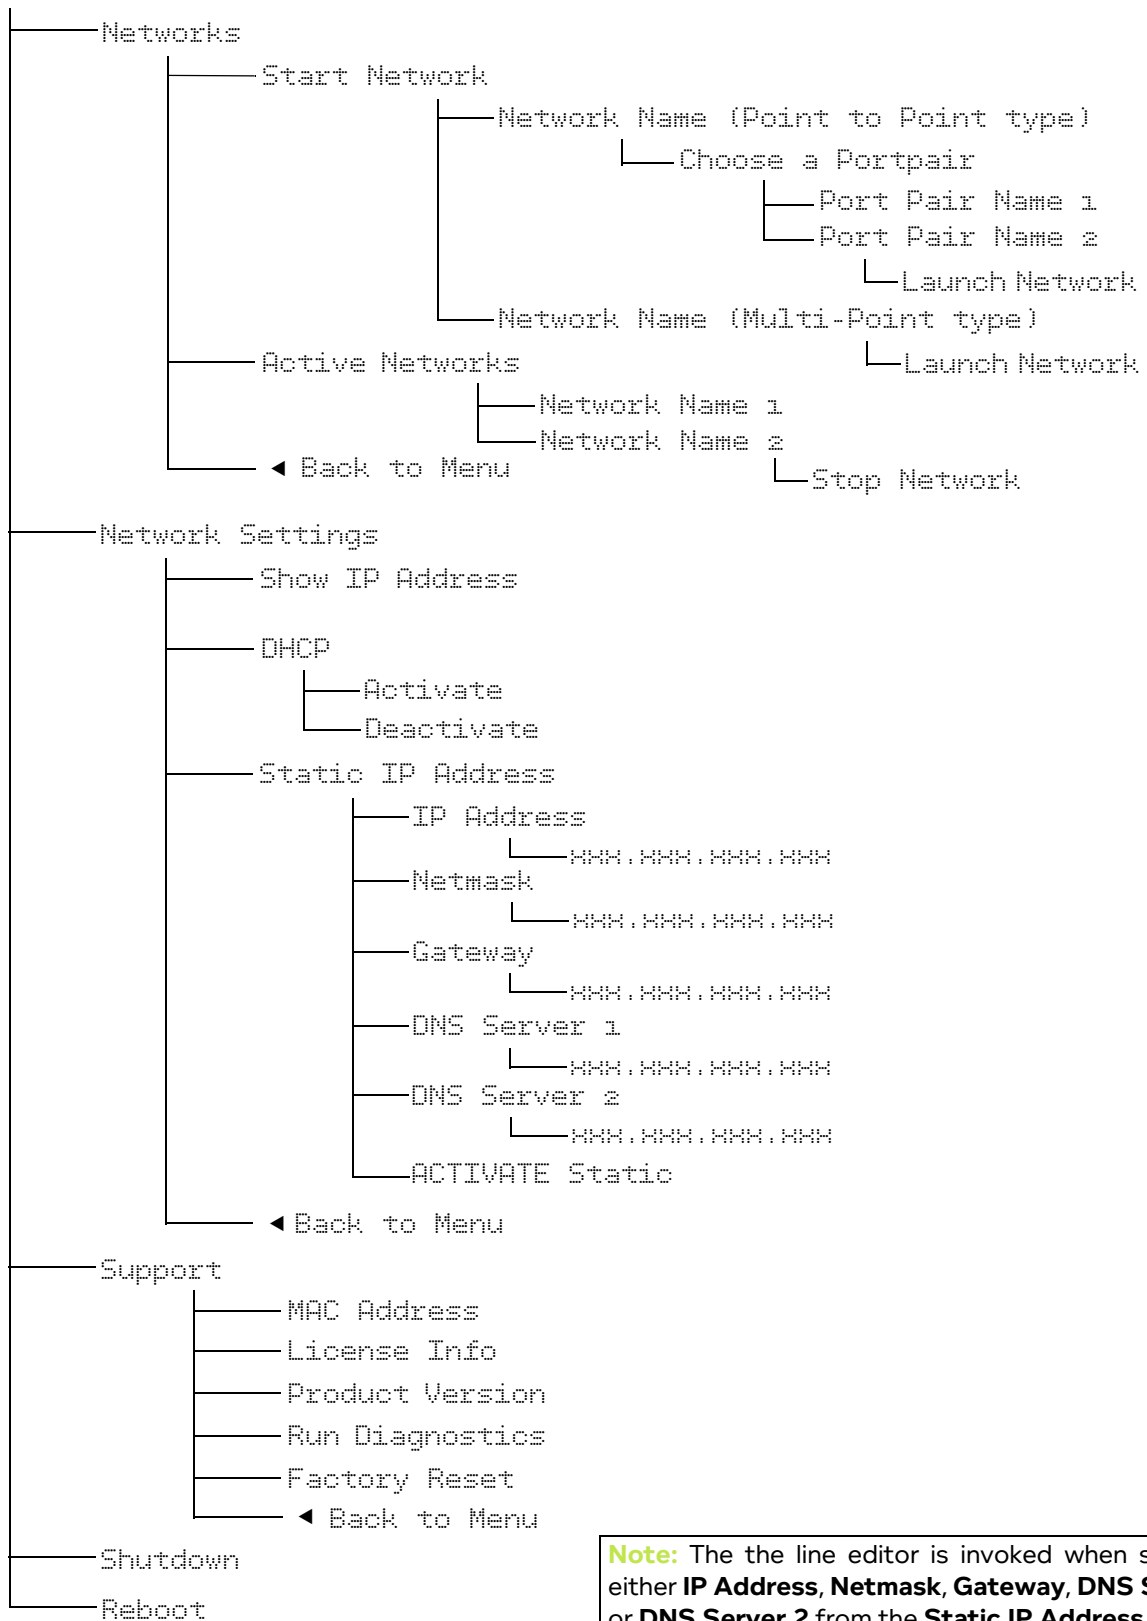 Networks
Start Network
Network Name (Point to Point type)
Choose a Portpair
Port Pair Name 1
Port Pair Name 2
Launch Network
Network Name (Multi-Point type)
Launch Network
Active Networks
Network Name 1
Network Name 2
Stop Network
◄ Back to Menu
Network Settings
Show IP Address
DHCP
Activate
Deactivate
Static IP Address
IP Address
XXX.XXX.XXX.XXX
Netmask
XXX.XXX.XXX.XXX
Gateway
XXX.XXX.XXX.XXX
DNS Server 1
XXX.XXX.XXX.XXX
DNS Server 2
XXX.XXX.XXX.XXX
ACTIVATE Static
◄ Back to Menu
Support
MAC Address
License Info
Product Version
Run Diagnostics
Factory Reset
◄ Back to Menu
Shutdown
Reboot
Note: The the line editor is invoked when
either IP Address, Netmask, Gateway, DNS
or DNS Server 2 from the Static IP Address